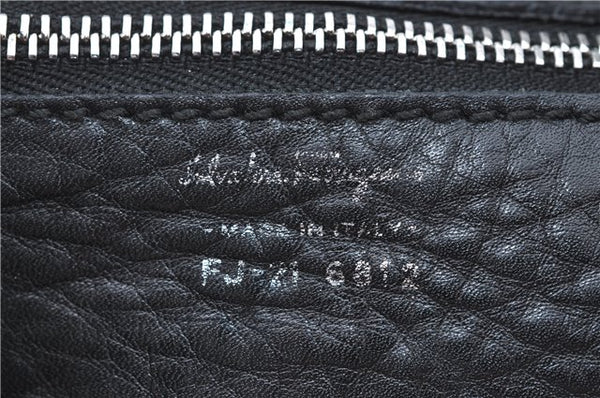 Salvatore Ferragamo
MADE IN ITALY
FJ-21 6812